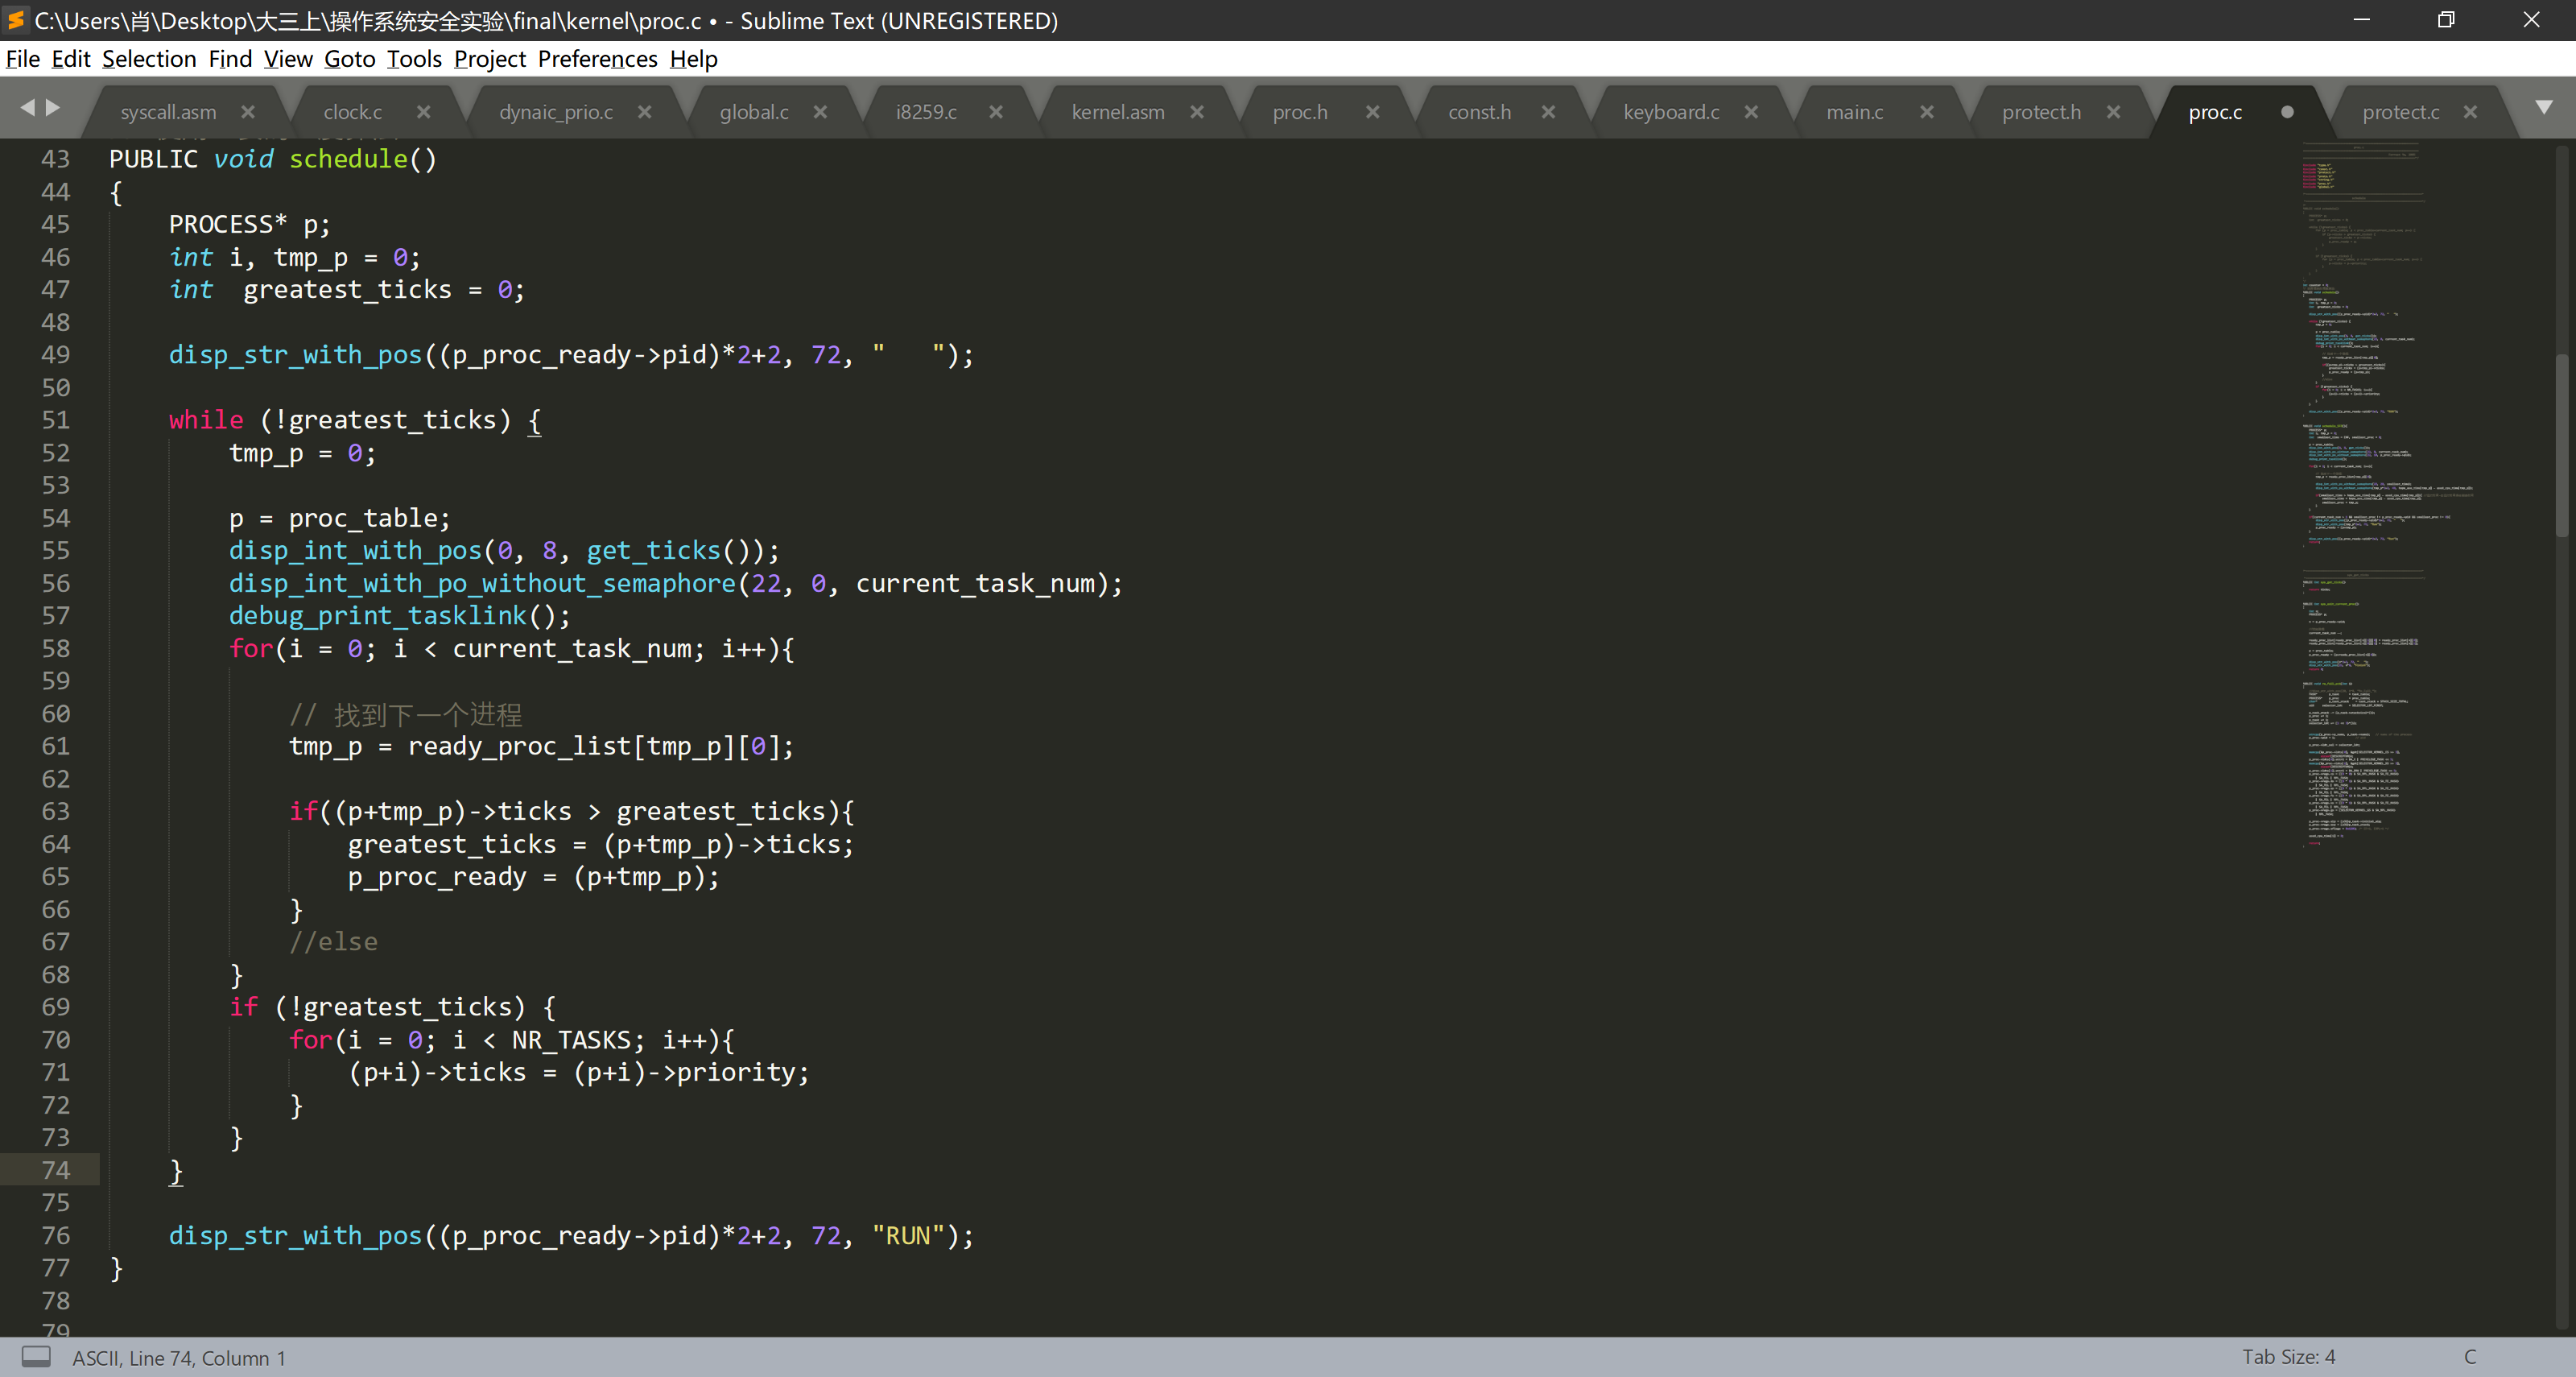 C:\Users\肖\Desktop\大三上\操作系统安全实验\final\kernel\proc.c • - Sublime Text (UNREGISTERED)
File Edit Selection Find View Goto Tools Project Preferences Help
syscall.asm clock.c dynaic_prio.c global.c i8259.c kernel.asm proc.h const.h keyboard.c main.c protect.h proc.c protect.c
43 PUBLIC void schedule()
44 {
45     PROCESS* p;
46     int i, tmp_p = 0;
47     int  greatest_ticks = 0;
48
49     disp_str_with_pos((p_proc_ready->pid)*2+2, 72, "   ");
50
51     while (!greatest_ticks) {
52         tmp_p = 0;
53
54         p = proc_table;
55         disp_int_with_pos(0, 8, get_ticks());
56         disp_int_with_po_without_semaphore(22, 0, current_task_num);
57         debug_print_tasklink();
58         for(i = 0; i < current_task_num; i++){
59
60             // 找到下一个进程
61             tmp_p = ready_proc_list[tmp_p][0];
62
63             if((p+tmp_p)->ticks > greatest_ticks){
64                 greatest_ticks = (p+tmp_p)->ticks;
65                 p_proc_ready = (p+tmp_p);
66             }
67             //else
68         }
69         if (!greatest_ticks) {
70             for(i = 0; i < NR_TASKS; i++){
71                 (p+i)->ticks = (p+i)->priority;
72             }
73         }
74     }
75
76     disp_str_with_pos((p_proc_ready->pid)*2+2, 72, "RUN");
77 }
78
79
ASCII, Line 74, Column 1 Tab Size: 4 C